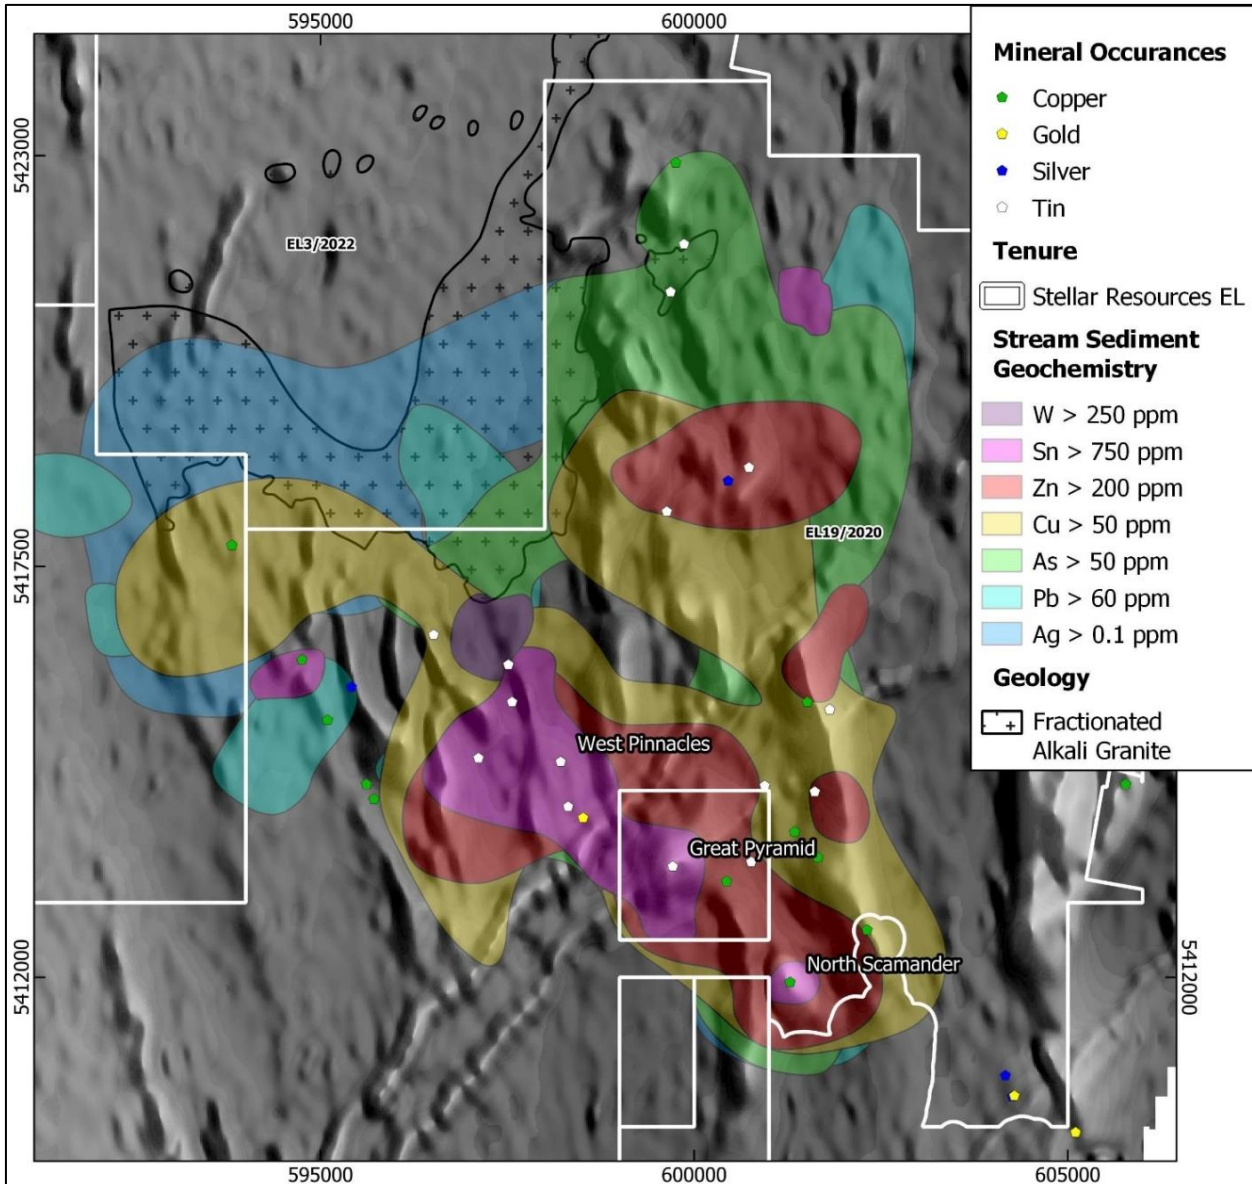 595000
600000
5423000
5417500
5412000
Mineral Occurances
Copper
Gold
Silver
Tin
Tenure
Stellar Resources EL
Stream Sediment
Geochemistry
W > 250 ppm
Sn > 750 ppm
Zn > 200 ppm
Cu > 50 ppm
As > 50 ppm
Pb > 60 ppm
Ag > 0.1 ppm
Geology
Fractionated
Alkali Granite
EL3/2022
EL19/2020
West Pinnacles
Great Pyramid
North Scamander
5412000
595000
600000
605000